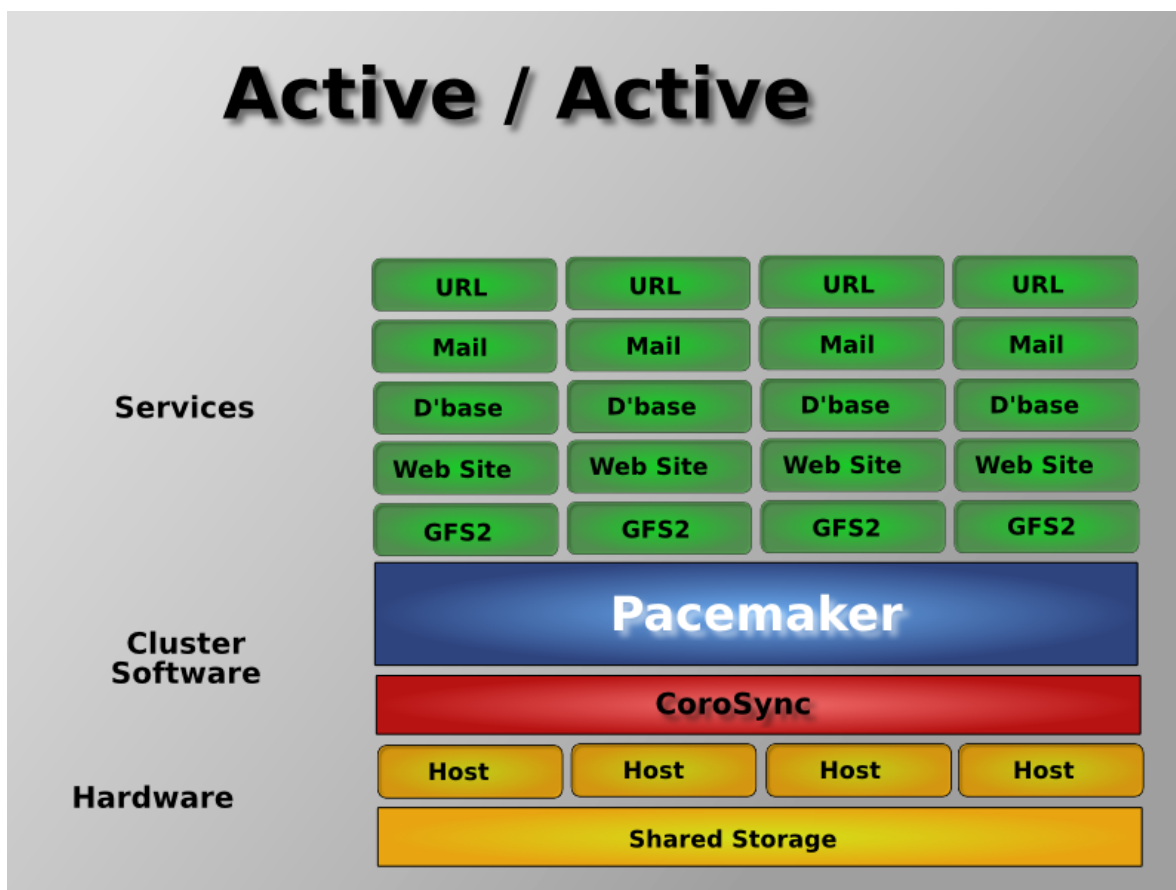 Active / Active
URL URL URL URL
Mail Mail Mail Mail
Services
D'base D'base D'base D'base
Web Site Web Site Web Site Web Site
GFS2 GFS2 GFS2 GFS2
Pacemaker
Cluster
Software
CoroSync
Host Host Host Host
Hardware
Shared Storage